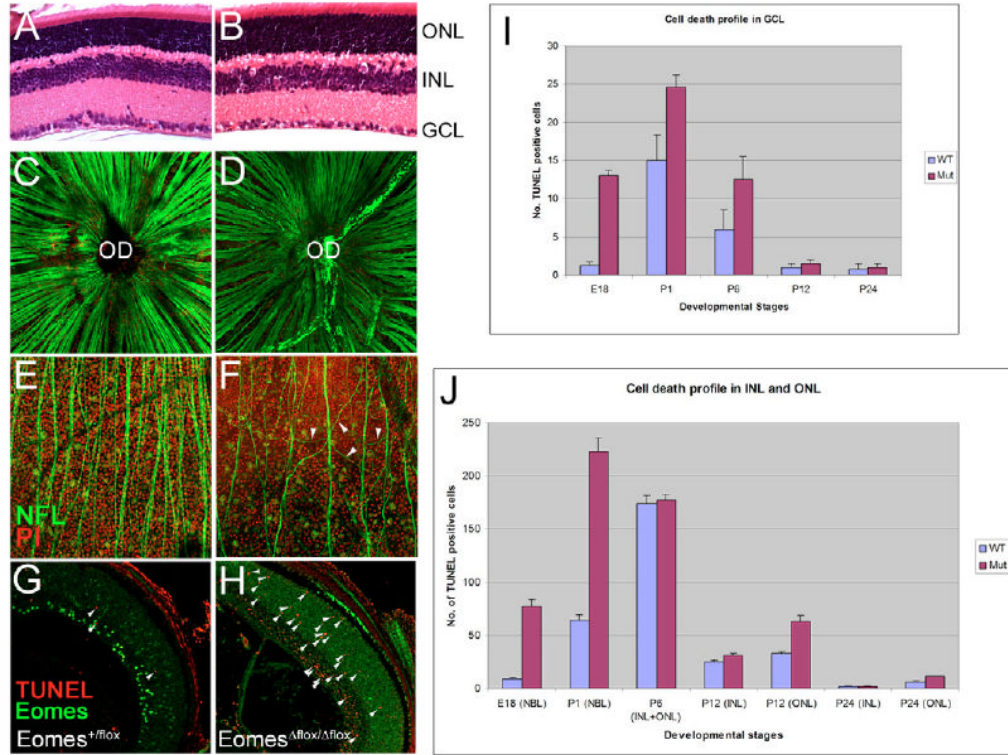 A
B
ONL
INL
GCL
C
OD
D
OD
E
NFL
PI
F
G
TUNEL
Eomes
Eomes+/flox
H
EomesΔflox/Δflox
I
Cell death profile in GCL
No. TUNEL positive cells
30
25
20
15
10
5
0
E18 P1 P6 P12 P24
Developmental Stages
WT
Mut
J
Cell death profile in INL and ONL
No. of TUNEL positive cells
250
200
150
100
50
0
E18 (NBL) P1 (NBL) P6 P12 (INL) P12 (ONL) P24 (INL) P24 (ONL)
(INL+ONL)
Developmental stages
WT
Mut